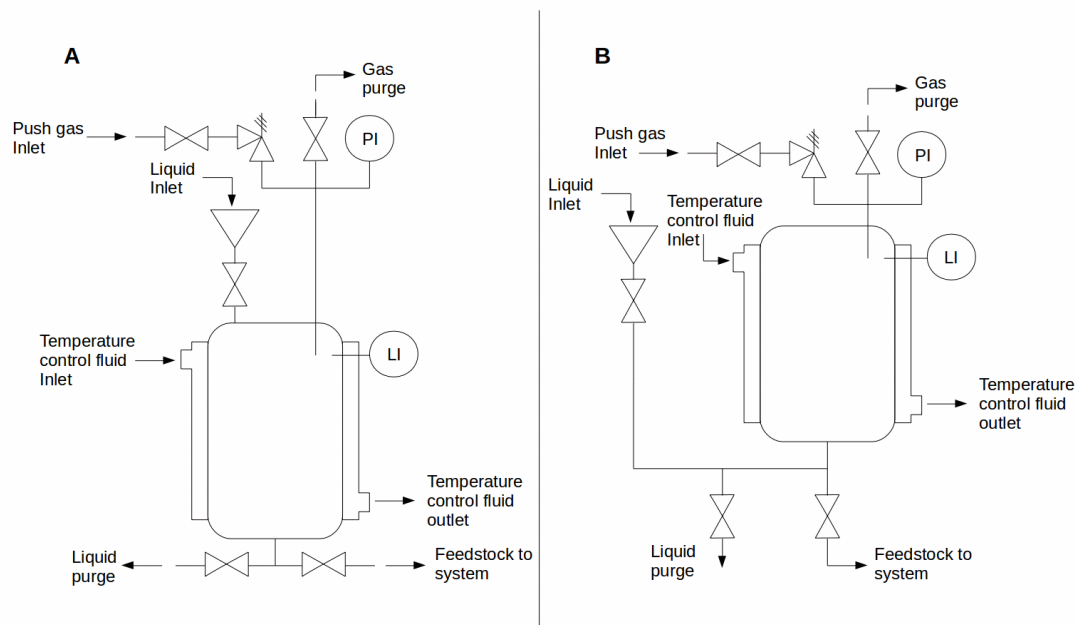 A
Gas
purge
Push gas
Inlet
PI
Liquid
Inlet
Temperature
control fluid
Inlet
LI
Temperature
control fluid
outlet
Liquid
purge
Feedstock to
system
B
Gas
purge
Push gas
Inlet
PI
Liquid
Inlet
Temperature
control fluid
Inlet
LI
Temperature
control fluid
outlet
Liquid
purge
Feedstock to
system